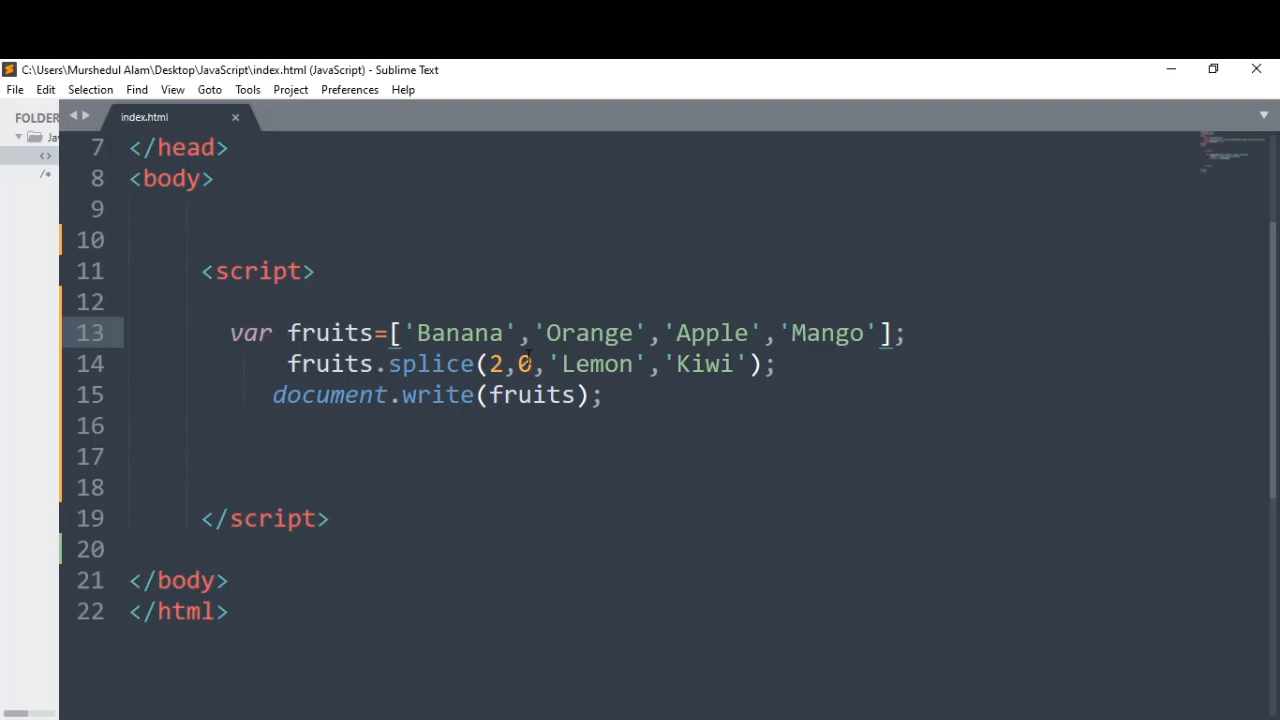 C:\Users\Murshedul Alam\Desktop\JavaScript\index.html (JavaScript) - Sublime Text
File Edit Selection Find View Goto Tools Project Preferences Help
FOLDER
index.html
Ja
<>
/*
7 </head>
8 <body>
9
10
11 <script>
12
13 var fruits=['Banana','Orange','Apple','Mango'];
14 fruits.splice(2,0,'Lemon','Kiwi');
15 document.write(fruits);
16
17
18
19 </script>
20
21 </body>
22 </html>